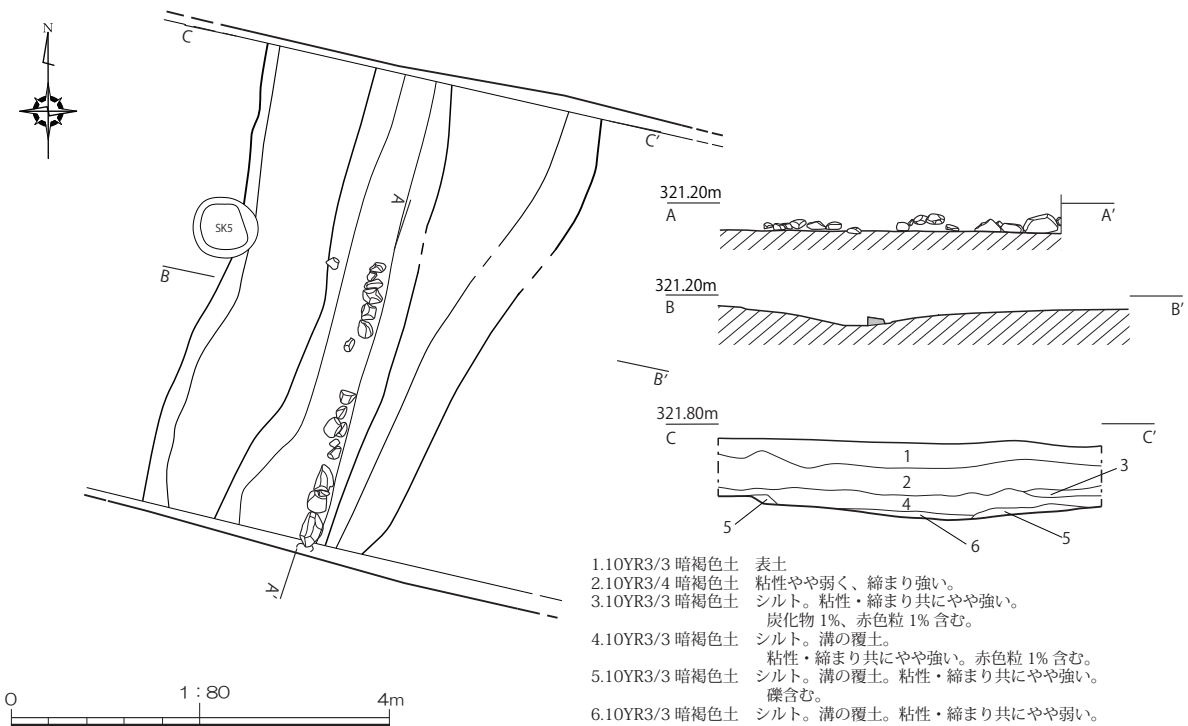 N
C
C'
A
SK5
B
B'
A'
321.20m
A
A'
321.20m
B
B'
321.80m
C
C'
1
2
3
4
5
5
6
1.10YR3/3 暗褐色土 表土
2.10YR3/4 暗褐色土 粘性やや弱く、締まり強い。
3.10YR3/3 暗褐色土 シルト。粘性・締まり共にやや強い。
炭化物 1%、赤色粒 1% 含む。
4.10YR3/3 暗褐色土 シルト。溝の覆土。
粘性・締まり共にやや強い。赤色粒 1% 含む。
5.10YR3/3 暗褐色土 シルト。溝の覆土。粘性・締まり共にやや強い。
礫含む。
6.10YR3/3 暗褐色土 シルト。溝の覆土。粘性・締まり共にやや弱い。
0 1：80 4m